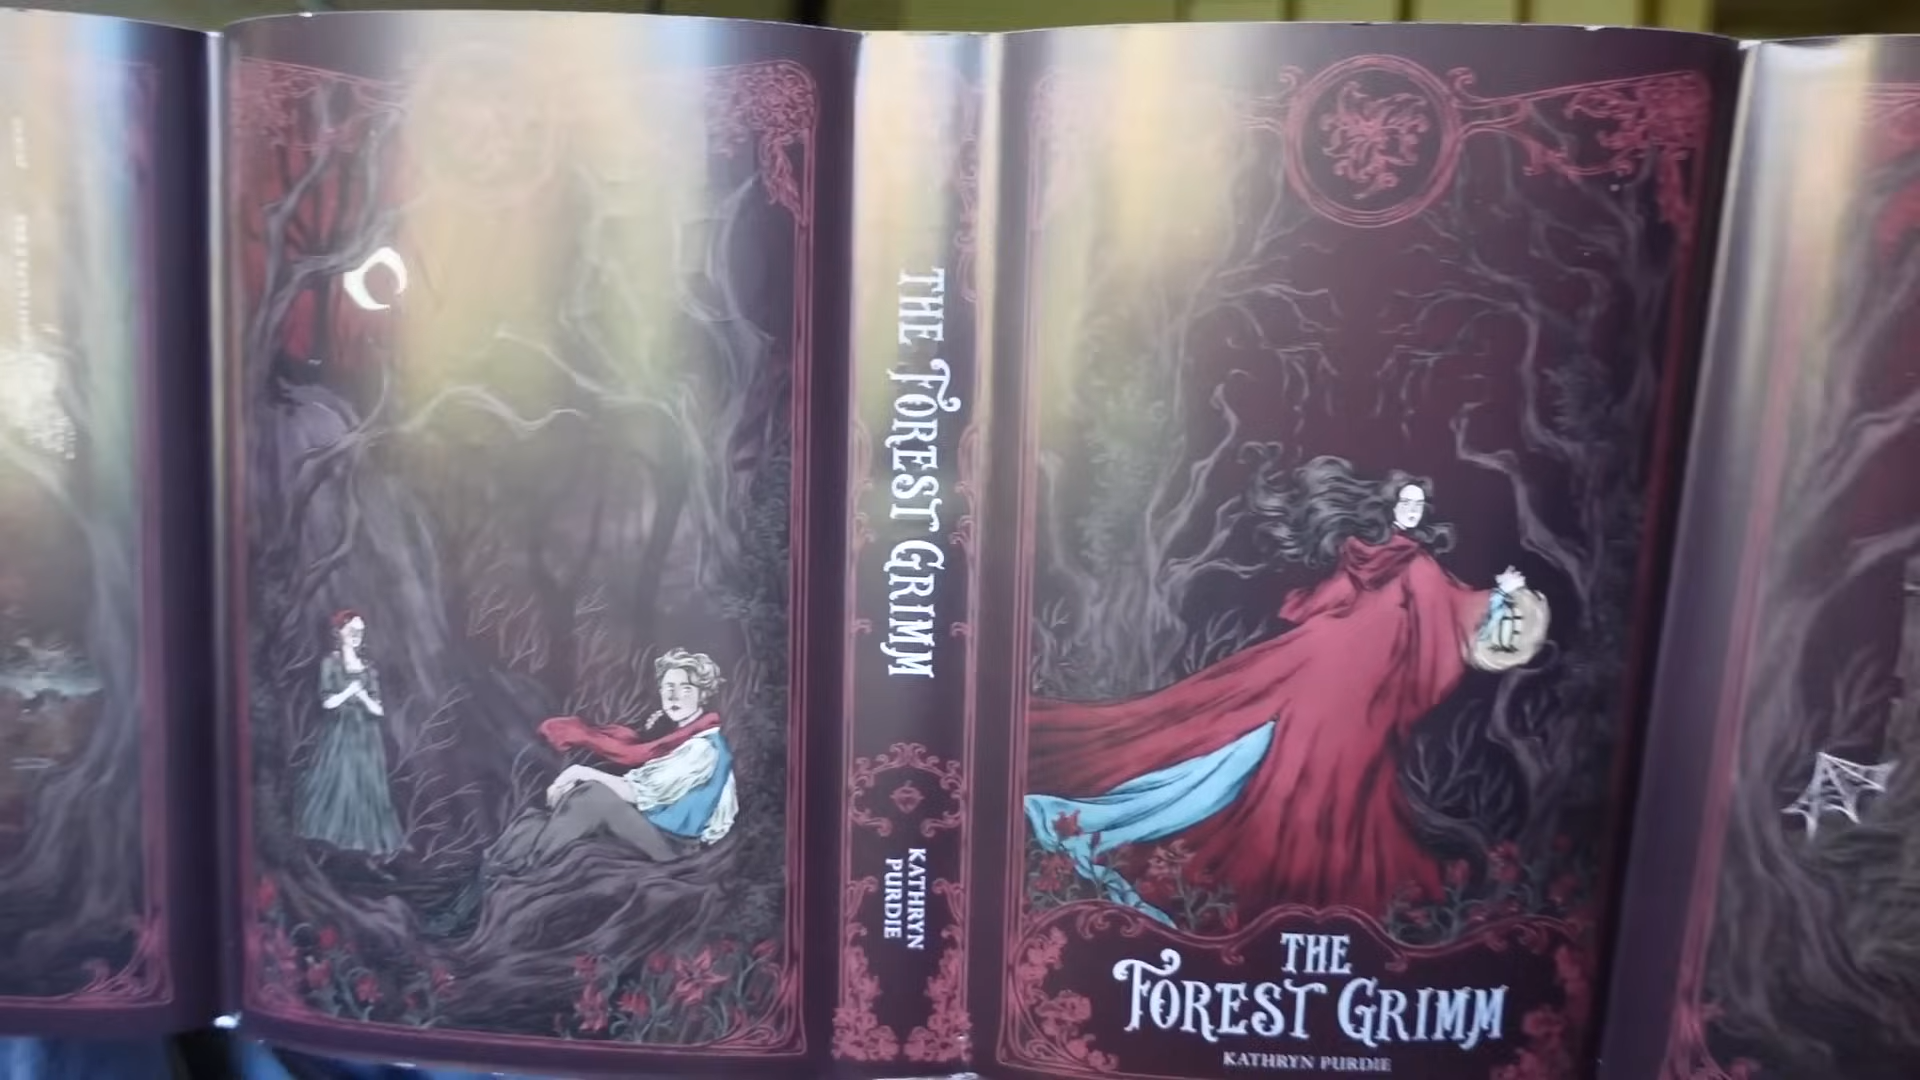 THE FOREST GRIMM
KATHRYN
PURDIE
THE
FOREST GRIMM
KATHRYN PURDIE